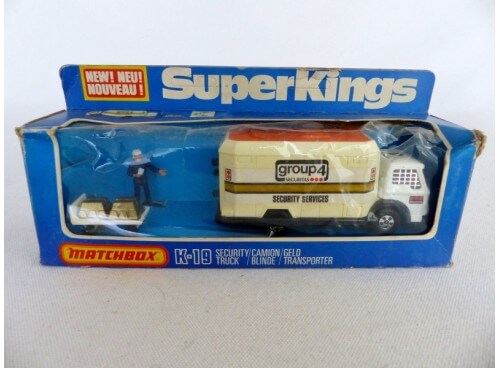 NEW! NEU!
NOUVEAU!
SuperKings
group4
SECURITAS
SECURITY SERVICES
MATCHBOX
K-19 SECURITY/CAMION/GELD
TRUCK /BLINDE/TRANSPORTER